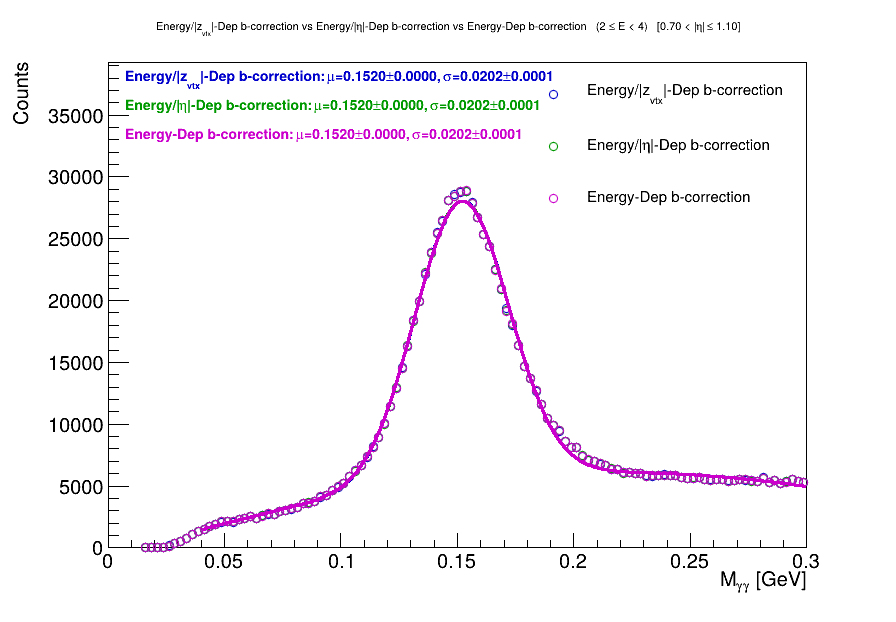 Energy/|z_vtx|-Dep b-correction vs Energy/|η|-Dep b-correction vs Energy-Dep b-correction (2 ≤ E < 4) [0.70 < |η| ≤ 1.10]
Counts
Energy/|z_vtx|-Dep b-correction: μ=0.1520±0.0000, σ=0.0202±0.0001
Energy/|η|-Dep b-correction: μ=0.1520±0.0000, σ=0.0202±0.0001
Energy-Dep b-correction: μ=0.1520±0.0000, σ=0.0202±0.0001
Energy/|z_vtx|-Dep b-correction
Energy/|η|-Dep b-correction
Energy-Dep b-correction
35000
30000
25000
20000
15000
10000
5000
0
0 0.05 0.1 0.15 0.2 0.25 0.3
M_γγ [GeV]